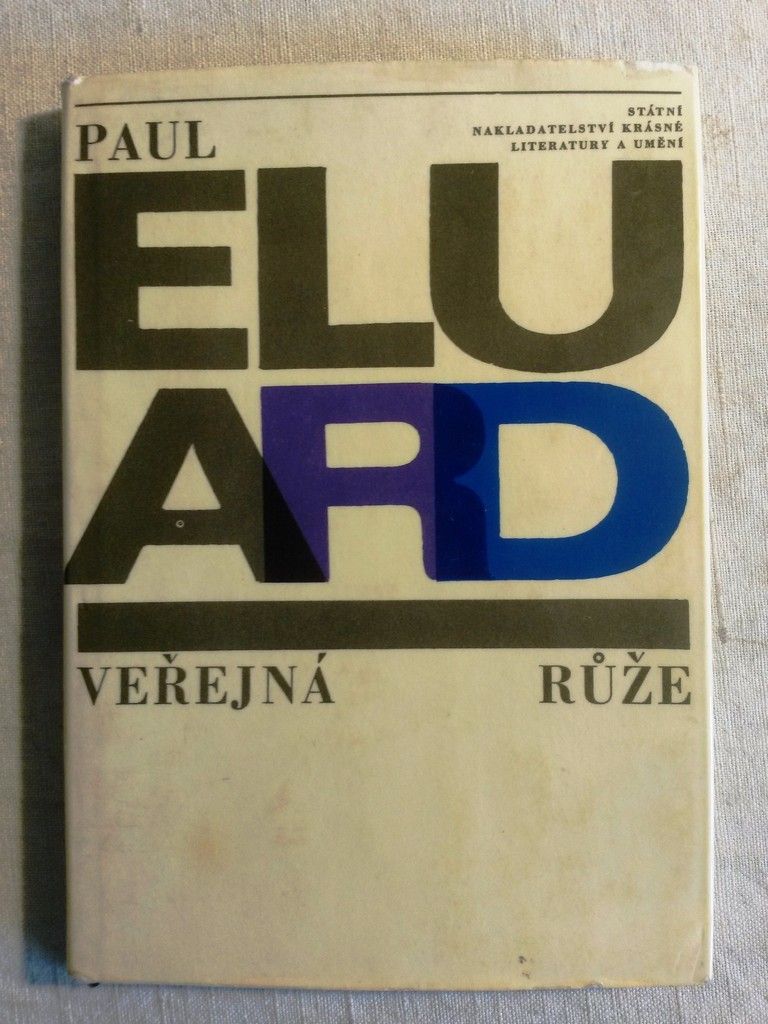 PAUL
STÁTNÍ
NAKLADATELSTVÍ KRÁSNÉ
LITERATURY A UMĚNÍ
ELU
ARD
VEŘEJNÁ RŮŽE